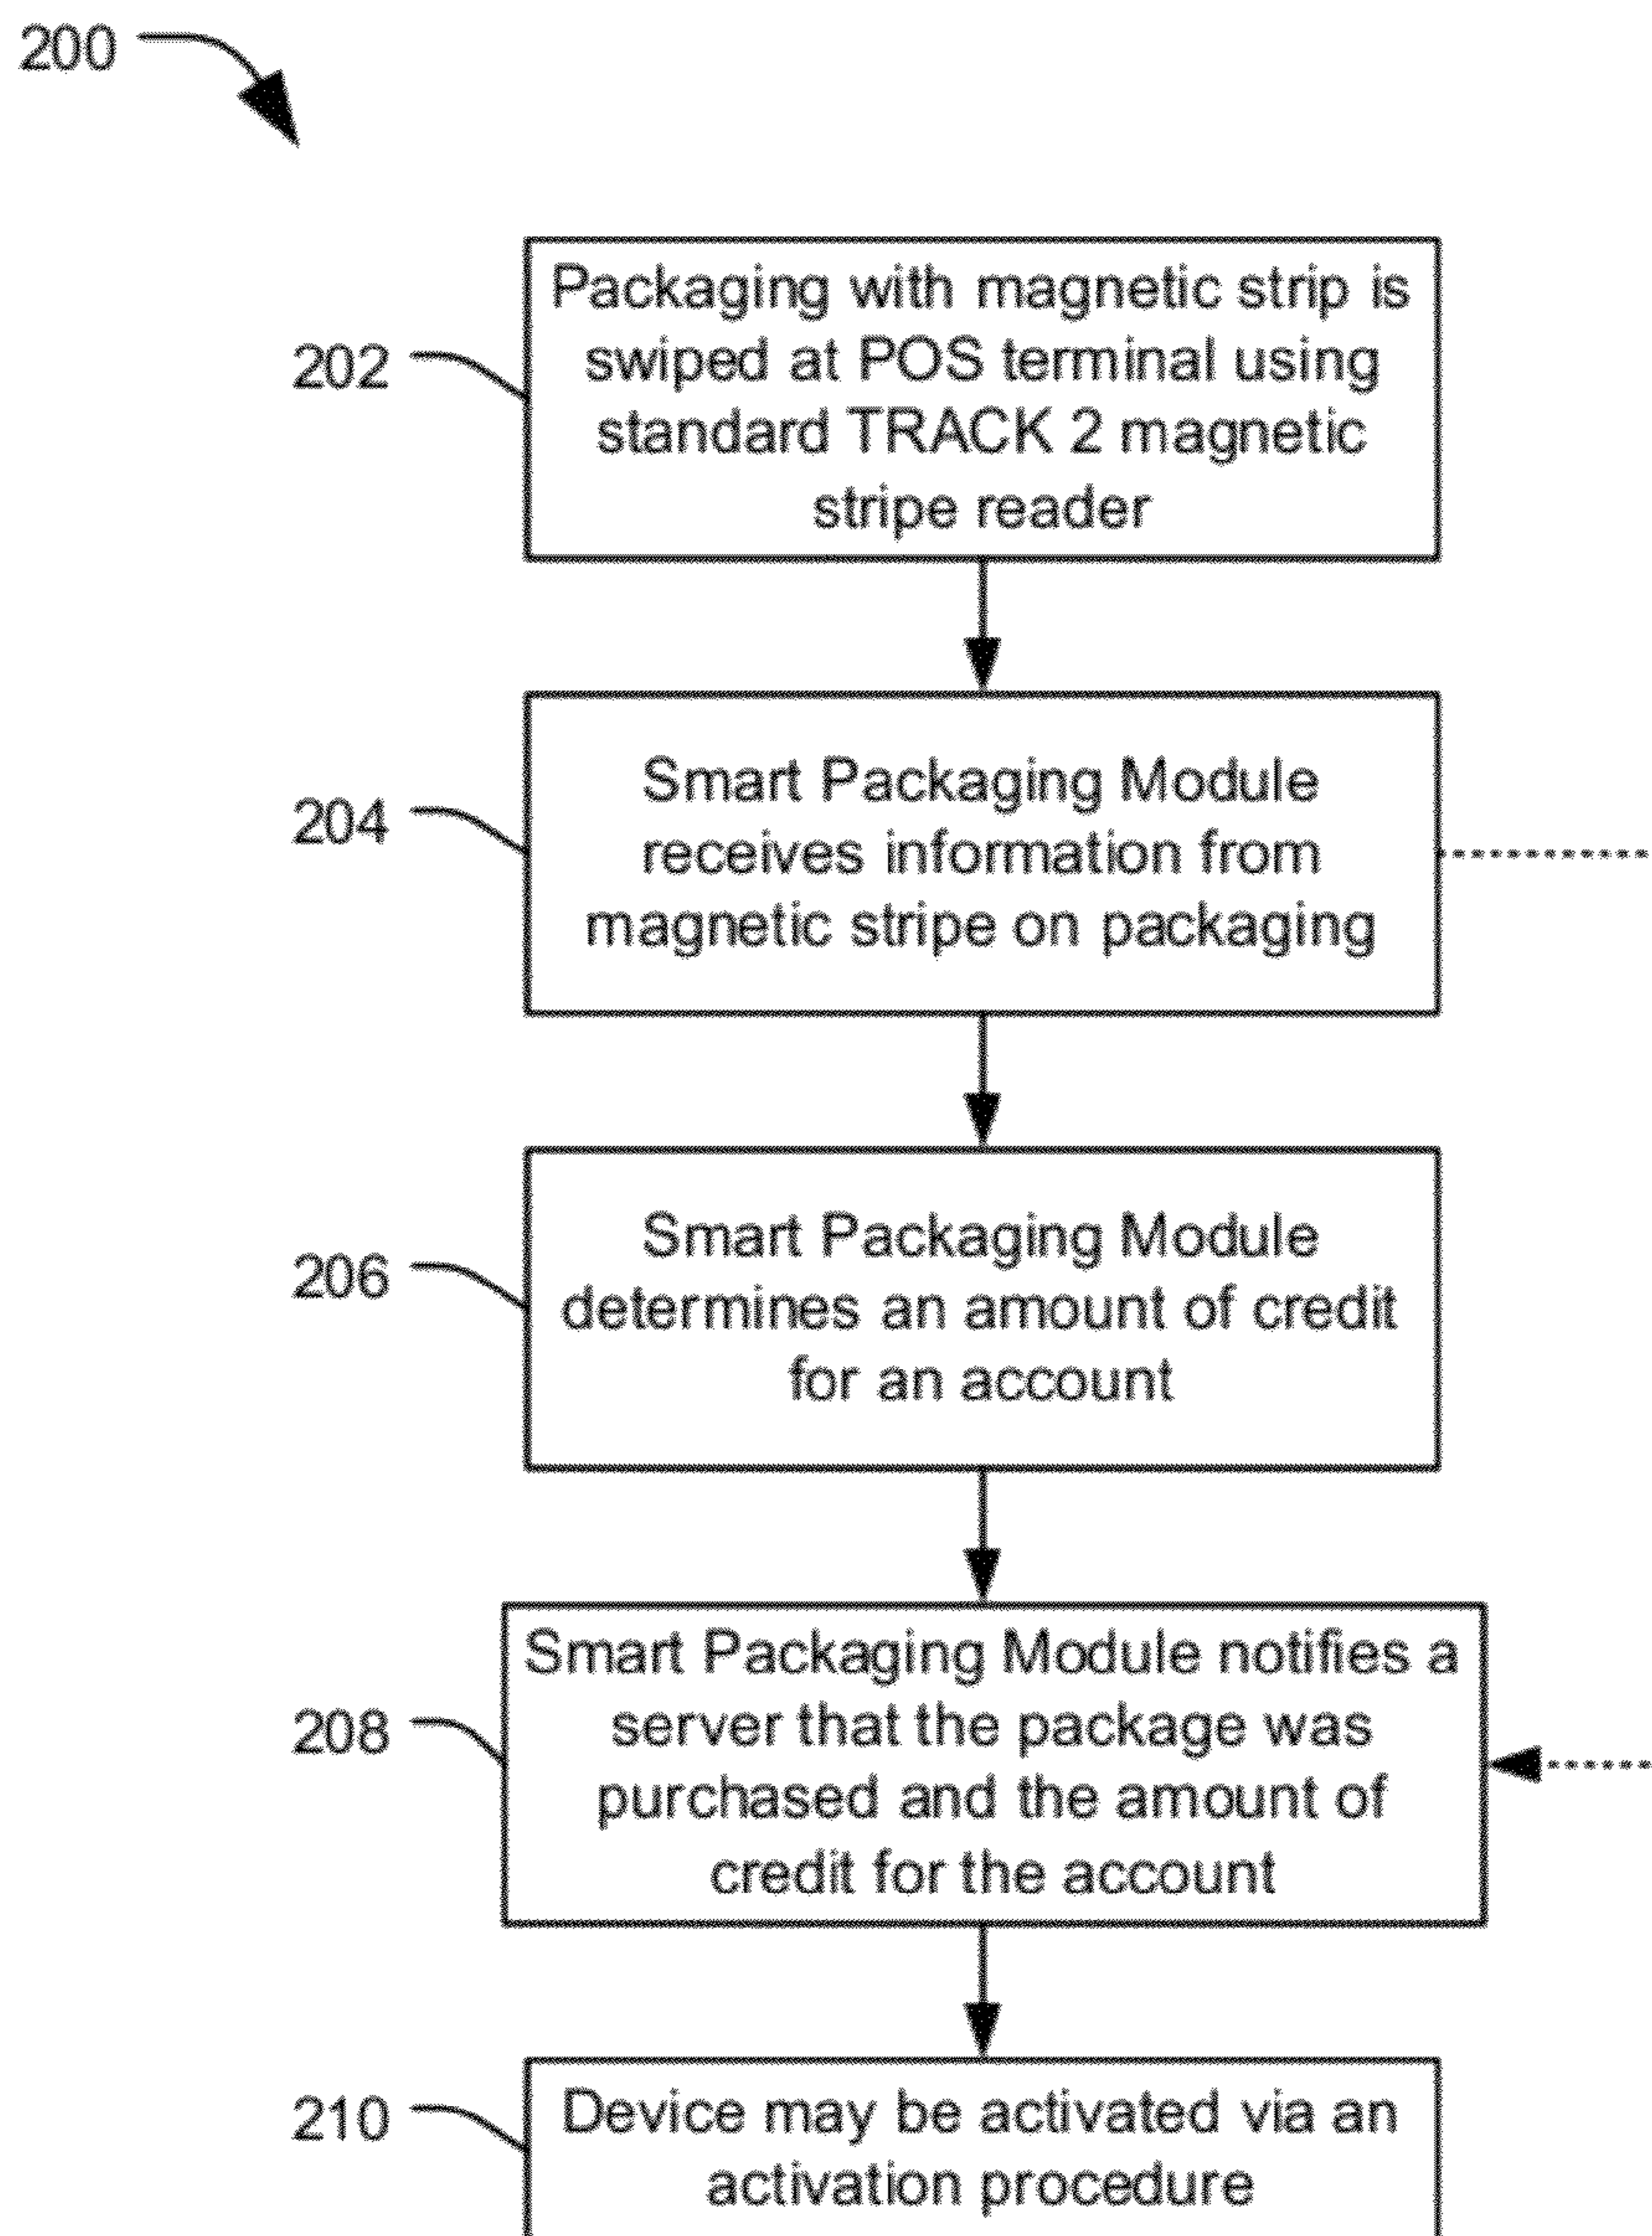 200
202
Packaging with magnetic strip is
swiped at POS terminal using
standard TRACK 2 magnetic
stripe reader
204
Smart Packaging Module
receives information from
magnetic stripe on packaging
206
Smart Packaging Module
determines an amount of credit
for an account
208
Smart Packaging Module notifies a
server that the package was
purchased and the amount of
credit for the account
210
Device may be activated via an
activation procedure